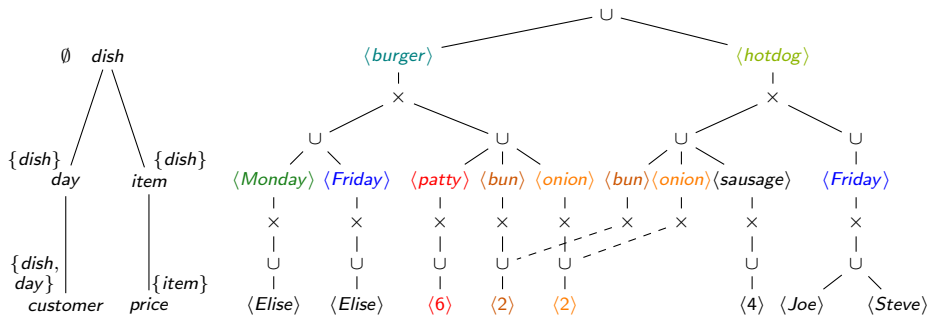 ∪
∅ dish
⟨burger⟩ ⟨hotdog⟩
× ×
∪ ∪ ∪ ∪
{dish} {dish}
day item
⟨Monday⟩ ⟨Friday⟩ ⟨patty⟩ ⟨bun⟩ ⟨onion⟩ ⟨bun⟩ ⟨onion⟩ ⟨sausage⟩ ⟨Friday⟩
× × × × × × × × ×
{dish,
∪ ∪ ∪ ∪ ∪ ∪ ∪
day} {item}
customer price
⟨Elise⟩ ⟨Elise⟩ ⟨6⟩ ⟨2⟩ ⟨2⟩ ⟨4⟩ ⟨Joe⟩ ⟨Steve⟩